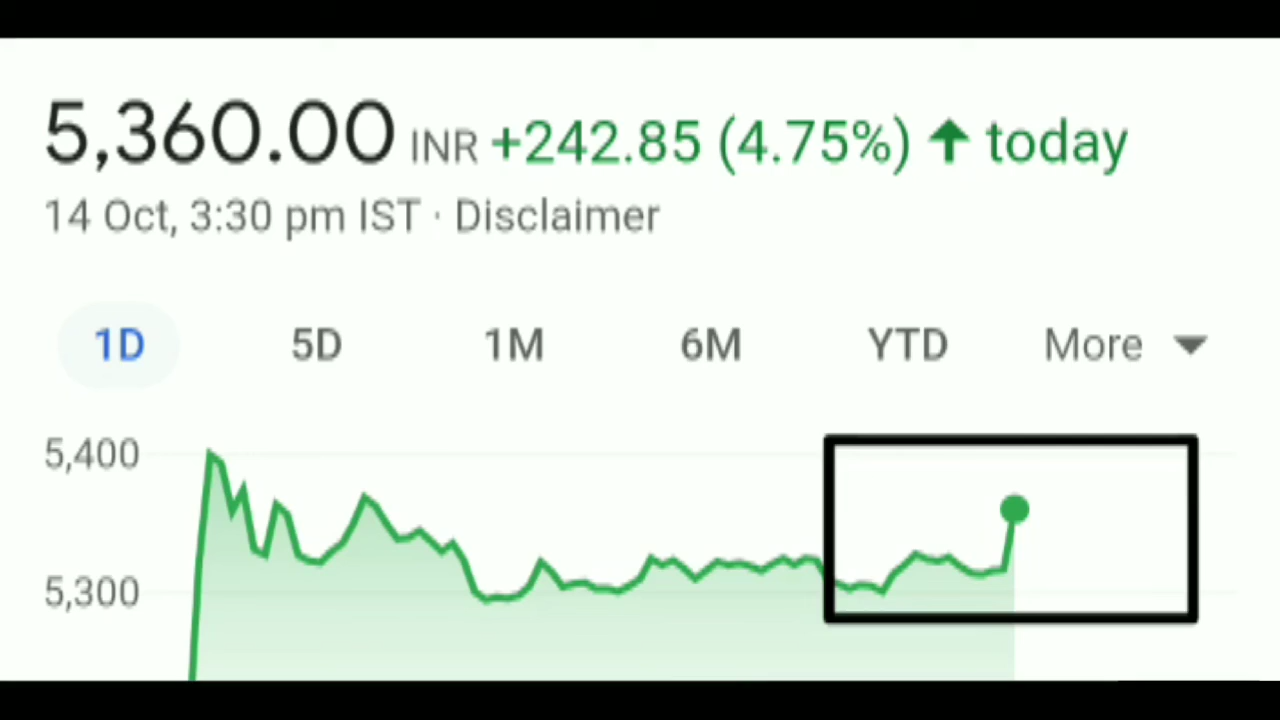 5,360.00 INR +242.85 (4.75%) ↑ today
14 Oct, 3:30 pm IST · Disclaimer
1D 5D 1M 6M YTD More
5,400
5,300